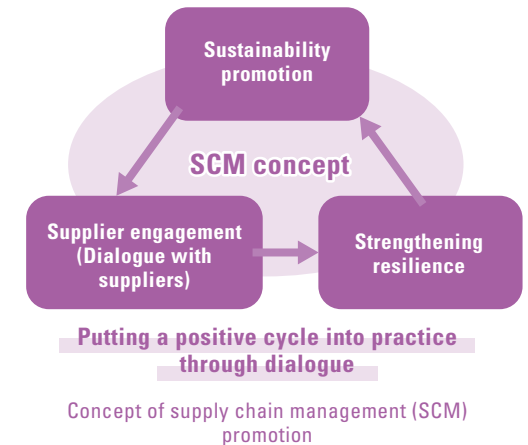 Sustainability
promotion
SCM concept
Supplier engagement
(Dialogue with
suppliers)
Strengthening
resilience
Putting a positive cycle into practice
through dialogue
Concept of supply chain management (SCM)
promotion